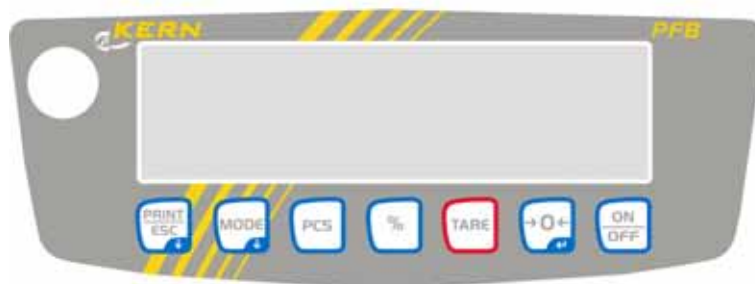 KERN PFB
PRINT ESC MODE PCS % TARE →0← ON OFF